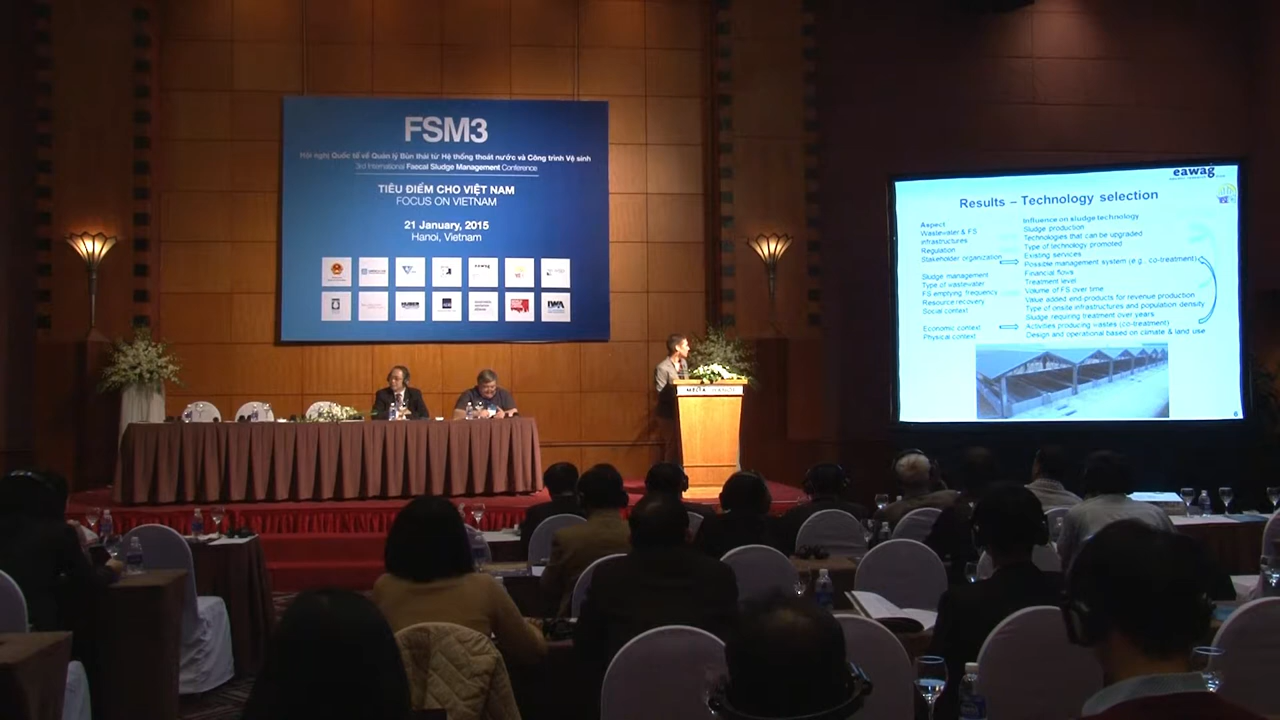 FSM3
Hội nghị Quốc tế về Quản lý Bùn thải từ Hệ thống thoát nước và Công trình Vệ sinh
3rd International Faecal Sludge Management Conference
TIÊU ĐIỂM CHO VIỆT NAM
FOCUS ON VIETNAM
21 January, 2015
Hanoi, Vietnam
eawag
HUBER
IWA
eawag
Results – Technology selection
Aspect
Influence on sludge technology
Wastewater & FS
infrastructures
Sludge production
Technologies that can be upgraded
Regulation
Type of technology promoted
Stakeholder organization
Existing services
Possible management system (e.g., co-treatment)
Financial flows
Sludge management
Treatment level
Type of wastewater
Volume of FS over time
FS emptying frequency
Value added end-products for revenue production
Resource recovery
Type of onsite infrastructures and population density
Social context
Sludge requiring treatment over years
Economic context
Activities producing wastes (co-treatment)
Physical context
Design and operational based on climate & land use
6
HANOI